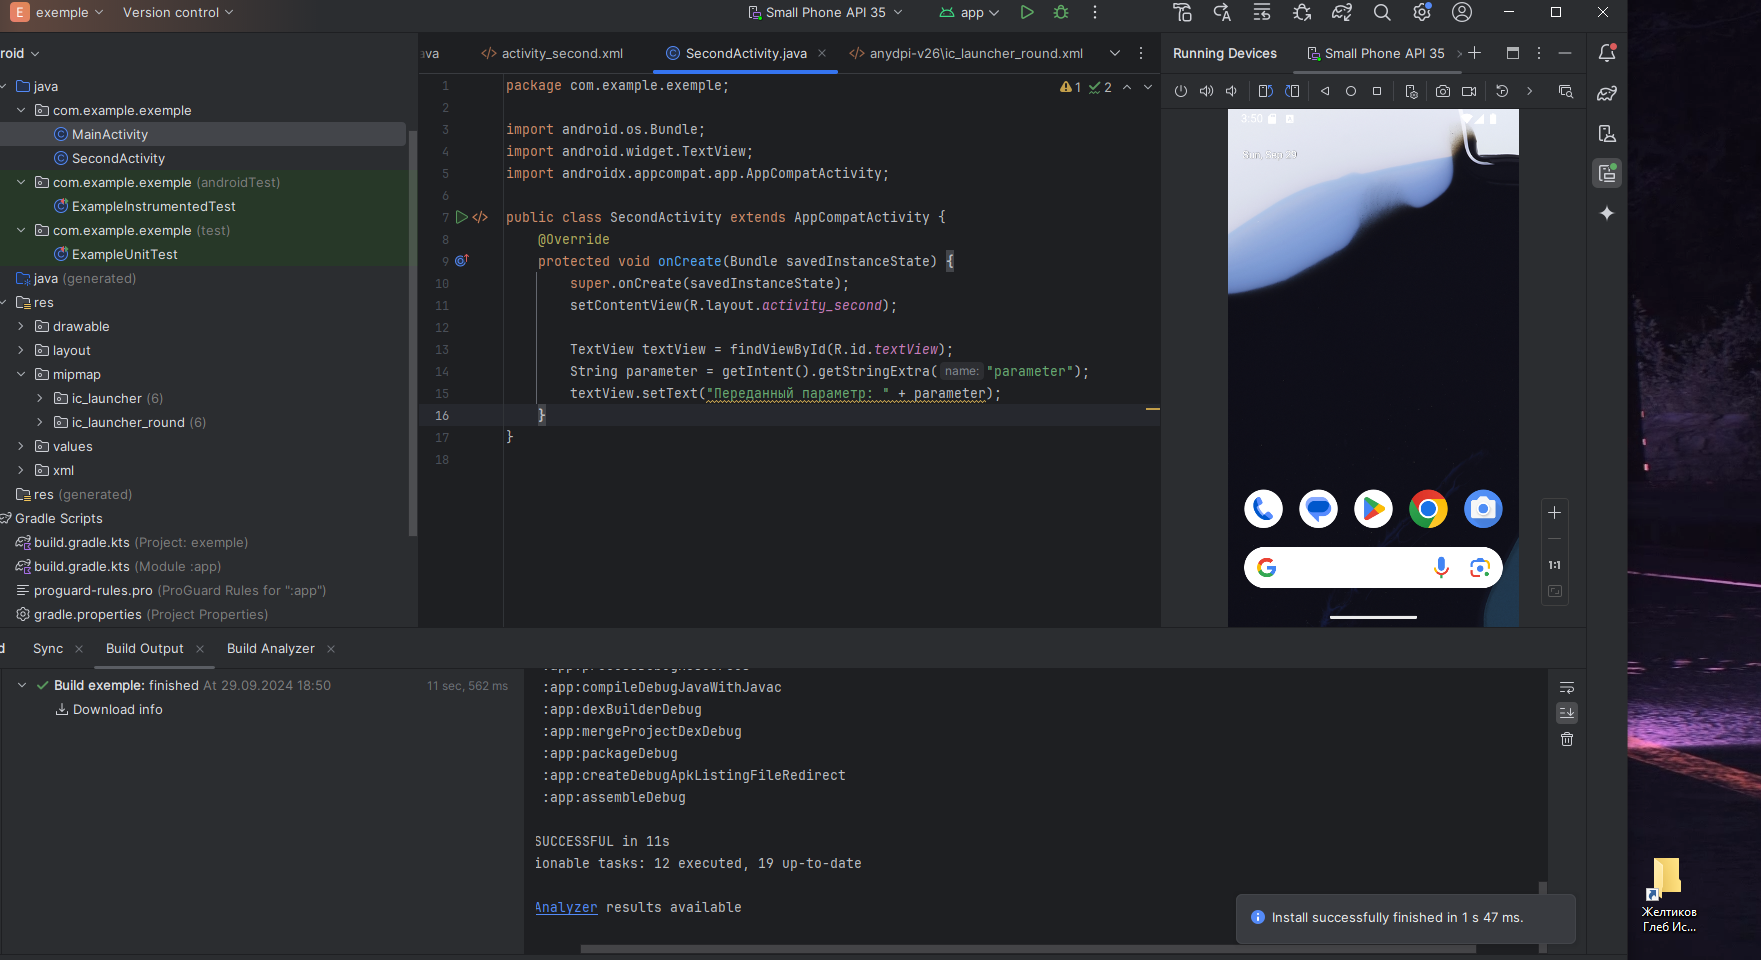 E exemple
Version control
Small Phone API 35
app
roid
ava
activity_second.xml
SecondActivity.java
anydpi-v26\ic_launcher_round.xml
Running Devices
Small Phone API 35
java
com.example.exemple
MainActivity
SecondActivity
com.example.exemple (androidTest)
ExampleInstrumentedTest
com.example.exemple (test)
ExampleUnitTest
java (generated)
res
drawable
layout
mipmap
ic_launcher (6)
ic_launcher_round (6)
values
xml
res (generated)
Gradle Scripts
build.gradle.kts (Project: exemple)
build.gradle.kts (Module :app)
proguard-rules.pro (ProGuard Rules for ":app")
gradle.properties (Project Properties)
1 package com.example.exemple;
1 2
2
3 import android.os.Bundle;
4 import android.widget.TextView;
5 import androidx.appcompat.app.AppCompatActivity;
6
7 public class SecondActivity extends AppCompatActivity {
8 @Override
9 protected void onCreate(Bundle savedInstanceState) {
10 super.onCreate(savedInstanceState);
11 setContentView(R.layout.activity_second);
12
13 TextView textView = findViewById(R.id.textView);
14 String parameter = getIntent().getStringExtra( name: "parameter");
15 textView.setText("Переданный параметр: " + parameter);
16 }
17 }
18
3:50
Sun, Sep 29
1:1
d
Sync
Build Output
Build Analyzer
Build exemple: finished At 29.09.2024 18:50
11 sec, 562 ms
Download info
:app:compileDebugJavaWithJavac
:app:dexBuilderDebug
:app:mergeProjectDexDebug
:app:packageDebug
:app:createDebugApkListingFileRedirect
:app:assembleDebug
SUCCESSFUL in 11s
ionable tasks: 12 executed, 19 up-to-date
Analyzer results available
Install successfully finished in 1 s 47 ms.
Желтиков
Глеб Ис...